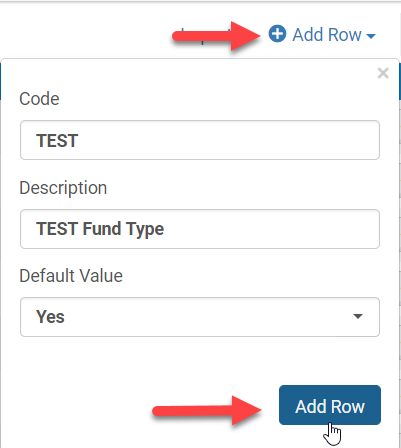 Add Row
×
Code
TEST
Description
TEST Fund Type
Default Value
Yes
Add Row